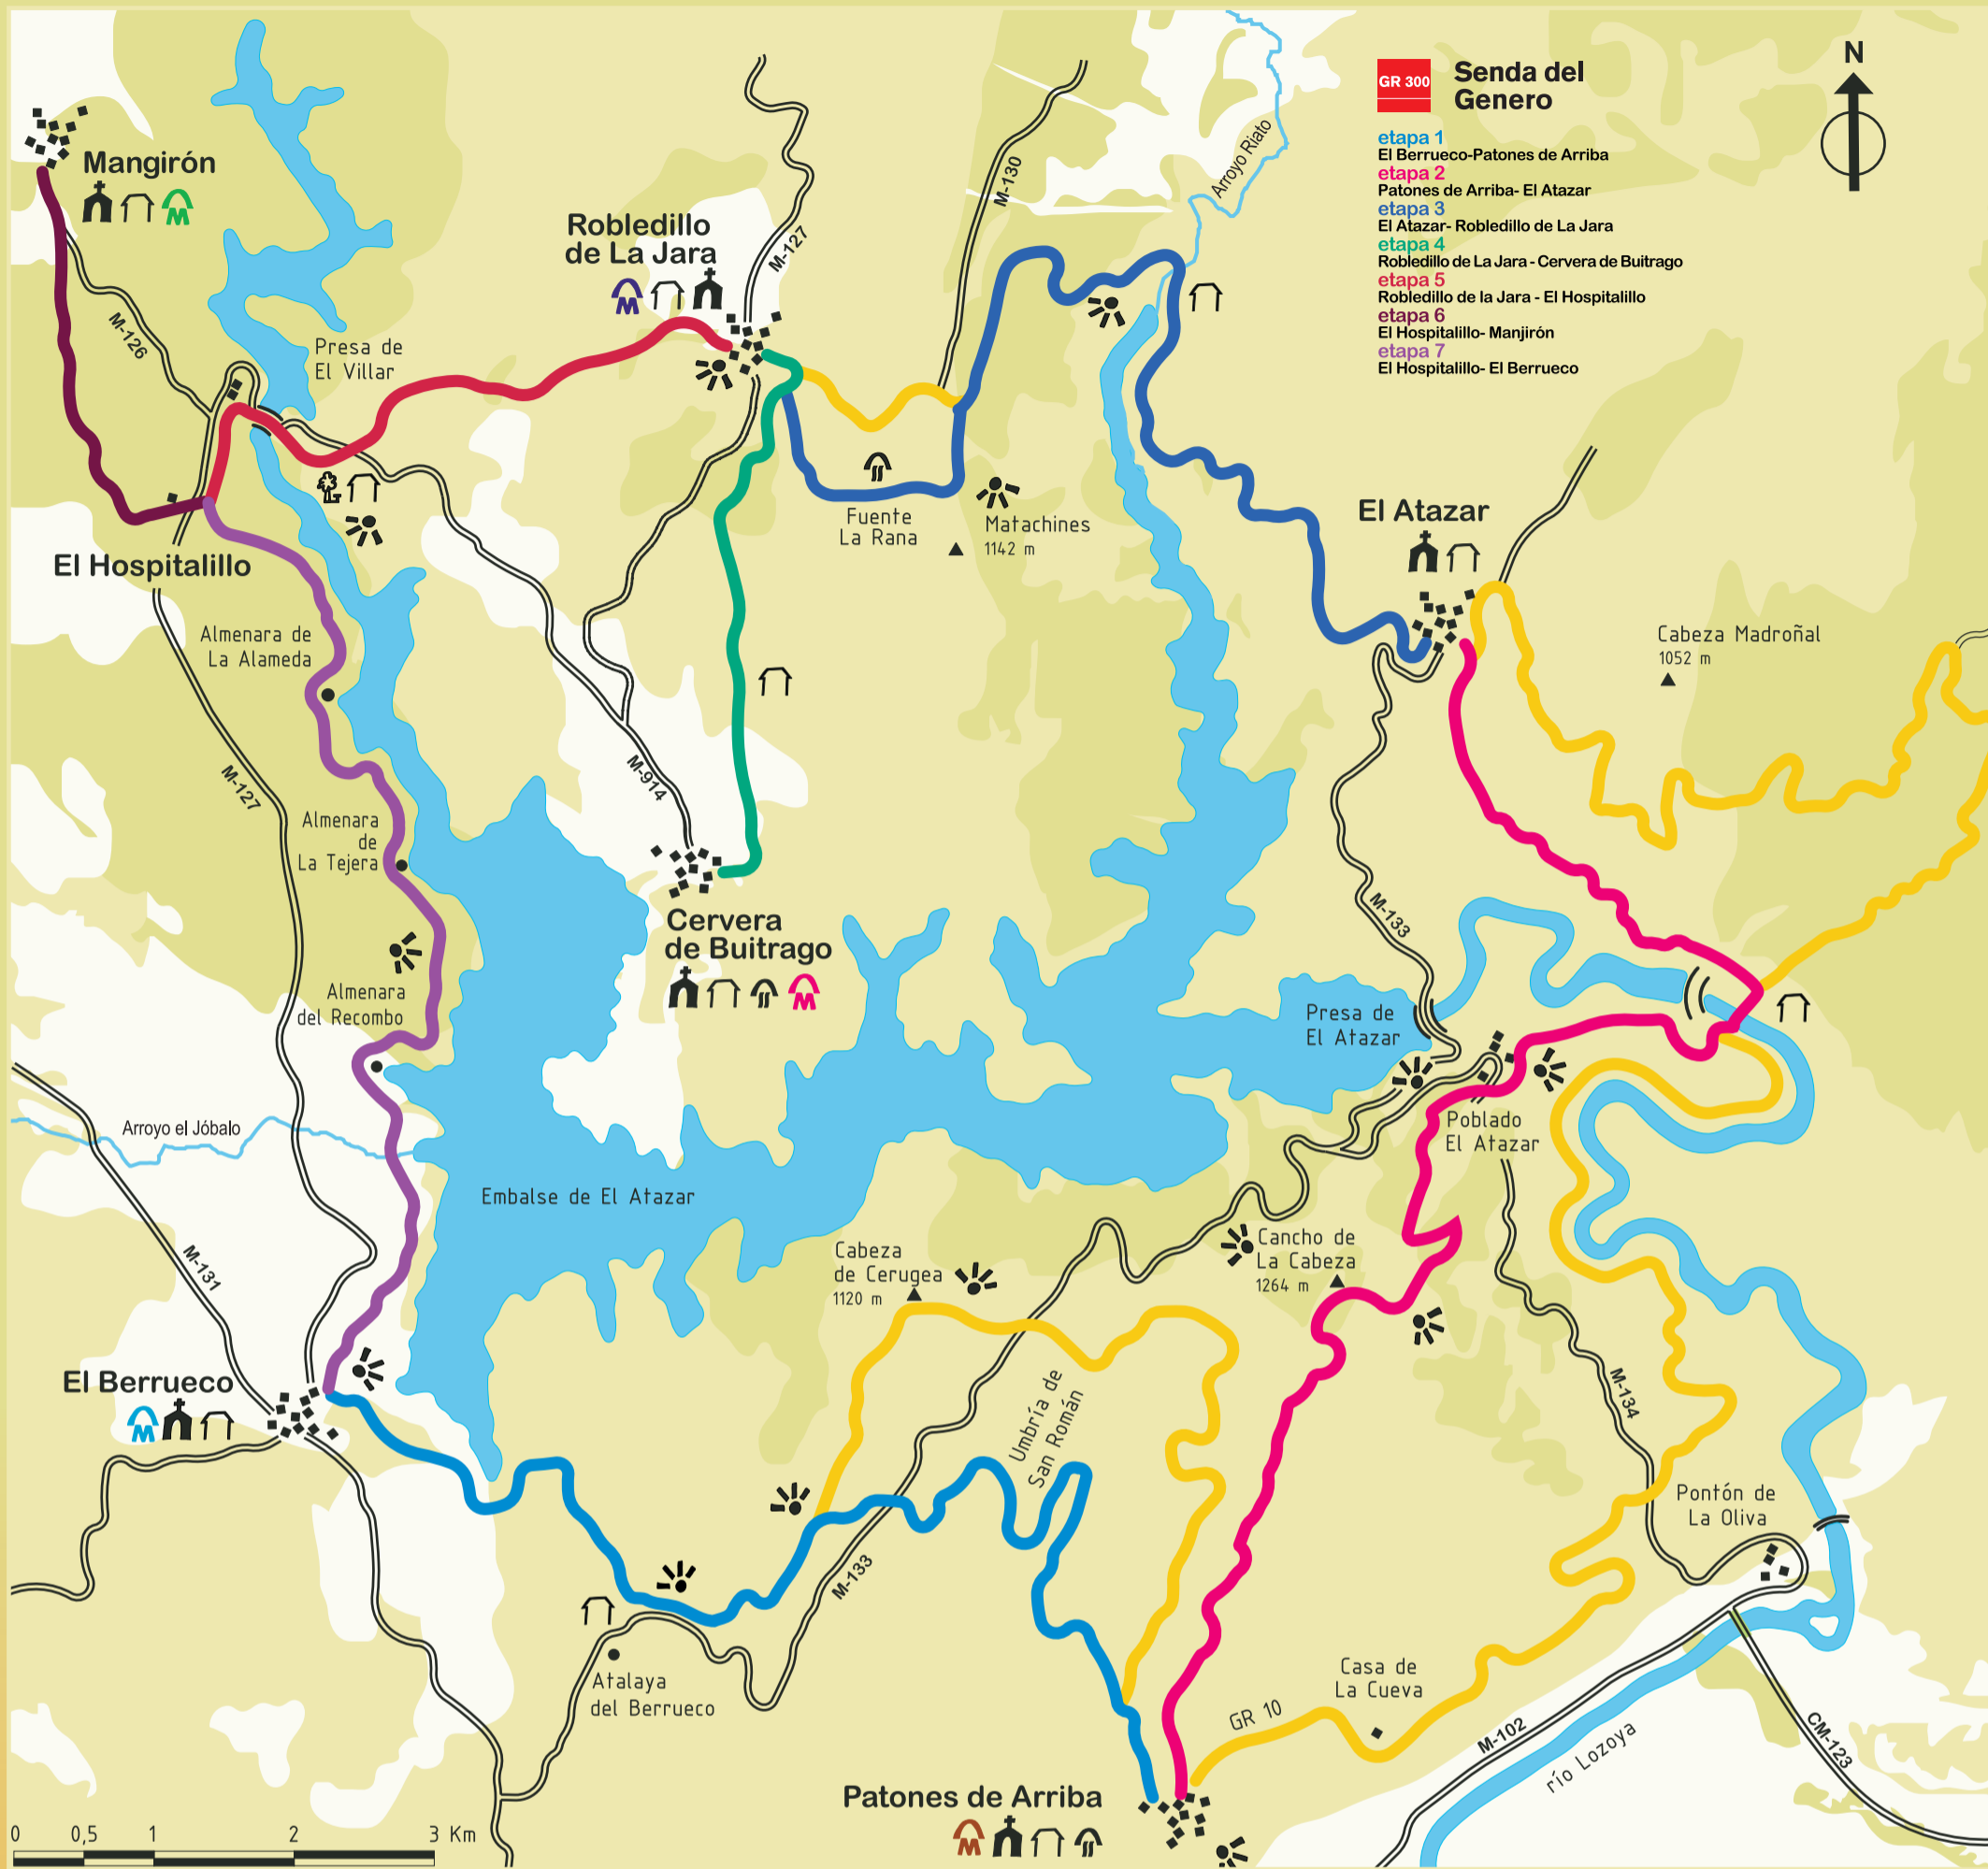 GR 300
Senda del
Genero
N
etapa 1
El Berrueco-Patones de Arriba
etapa 2
Patones de Arriba- El Atazar
etapa 3
El Atazar- Robledillo de La Jara
etapa 4
Robledillo de La Jara - Cervera de Buitrago
etapa 5
Robledillo de la Jara - El Hospitalillo
etapa 6
El Hospitalillo- Manjirón
etapa 7
El Hospitalillo- El Berrueco
Mangirón
M
Robledillo
de La Jara
M
M-127
M-130
Arroyo Riato
M-126
Presa de
El Villar
El Hospitalillo
Fuente
La Rana
Matachines
1142 m
El Atazar
Almenara de
La Alameda
Cabeza Madroñal
1052 m
M-127
M-914
Almenara
de
La Tejera
Cervera
de Buitrago
M
M-133
Almenara
del Recombo
Presa de
El Atazar
Arroyo el Jóbalo
Poblado
El Atazar
Embalse de El Atazar
M-131
Cabeza
de Cerugea
1120 m
Cancho de
La Cabeza
1264 m
El Berrueco
M
Umbría de
San Román
M-134
Pontón de
La Oliva
M-133
Atalaya
del Berrueco
Casa de
La Cueva
GR 10
M-102
río Lozoya
CM-123
Patones de Arriba
M
0 0,5 1 2 3 Km